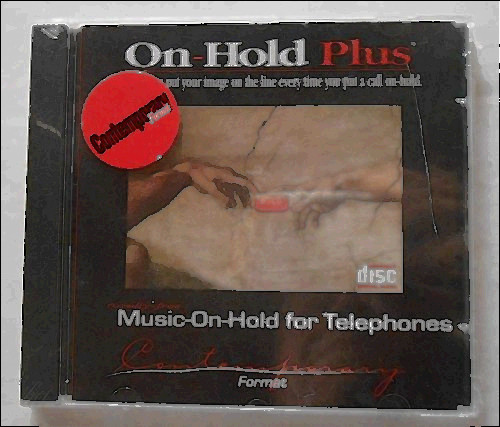 On-Hold Plus
put your image on the line every time you put a call on-hold.
Contemporary
Format
disc
Music-On-Hold for Telephones
Contemporary
Format